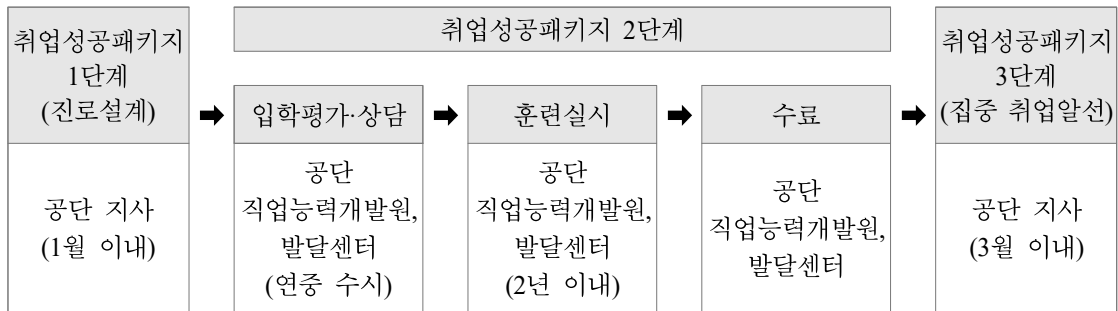 취업성공패키지
1단계
(진로설계)
공단 지사
(1월 이내)
취업성공패키지 2단계
입학평가·상담
공단
직업능력개발원,
발달센터
(연중 수시)
훈련실시
공단
직업능력개발원,
발달센터
(2년 이내)
수료
공단
직업능력개발원,
발달센터
취업성공패키지
3단계
(집중 취업알선)
공단 지사
(3월 이내)